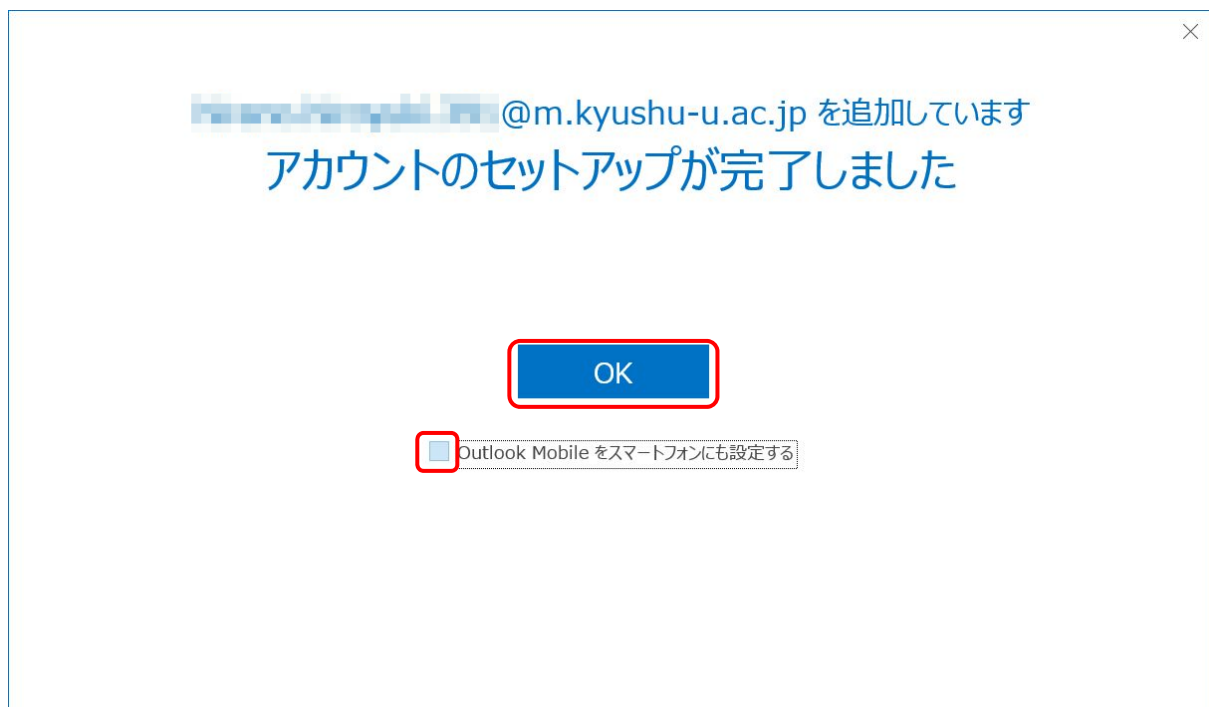 @m.kyushu-u.ac.jp を追加しています
アカウントのセットアップが完了しました
OK
Outlook Mobile をスマートフォンにも設定する